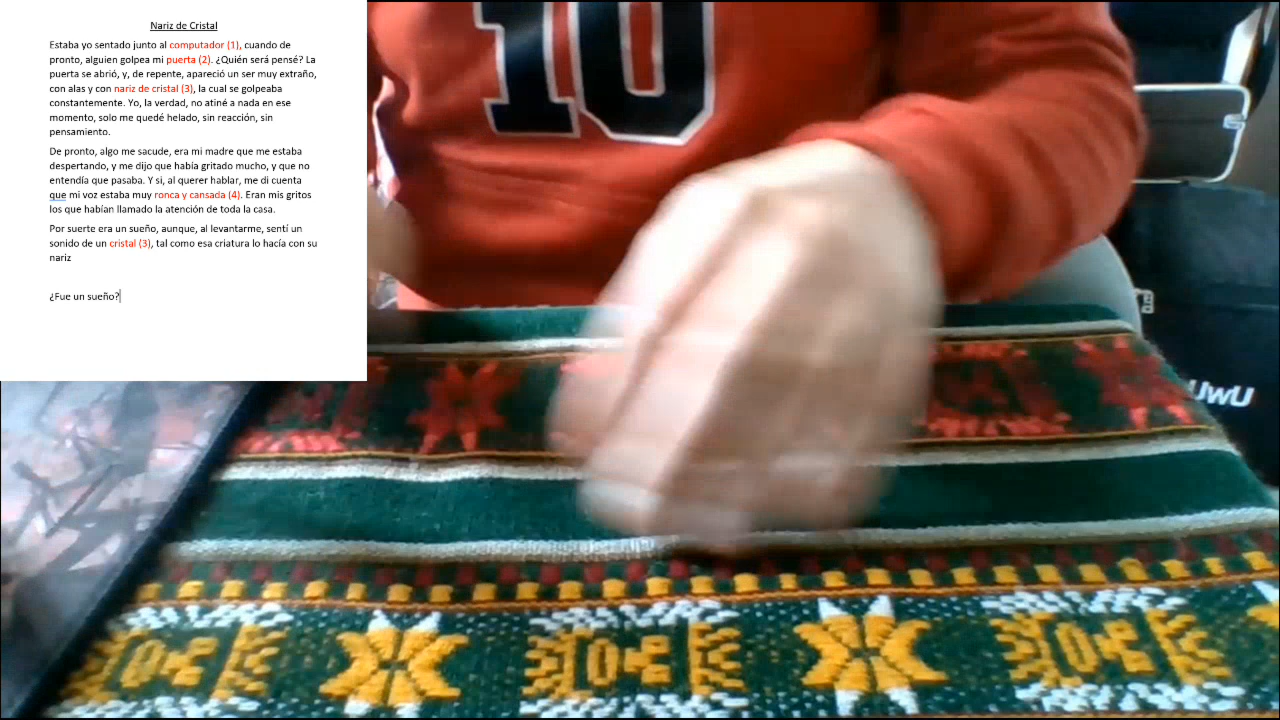 Nariz de Cristal
Estaba yo sentado junto al computador (1), cuando de
pronto, alguien golpea mi puerta (2). ¿Quién será pensé? La
puerta se abrió, y, de repente, apareció un ser muy extraño,
con alas y con nariz de cristal (3), la cual se golpeaba
constantemente. Yo, la verdad, no atiné a nada en ese
momento, solo me quedé helado, sin reacción, sin
pensamiento.
De pronto, algo me sacude, era mi madre que me estaba
despertando, y me dijo que había gritado mucho, y que no
entendía que pasaba. Y si, al querer hablar, me di cuenta
que mi voz estaba muy ronca y cansada (4). Eran mis gritos
los que habían llamado la atención de toda la casa.
Por suerte era un sueño, aunque, al levantarme, sentí un
sonido de un cristal (3), tal como esa criatura lo hacía con su
nariz
¿Fue un sueño?
10
UwU